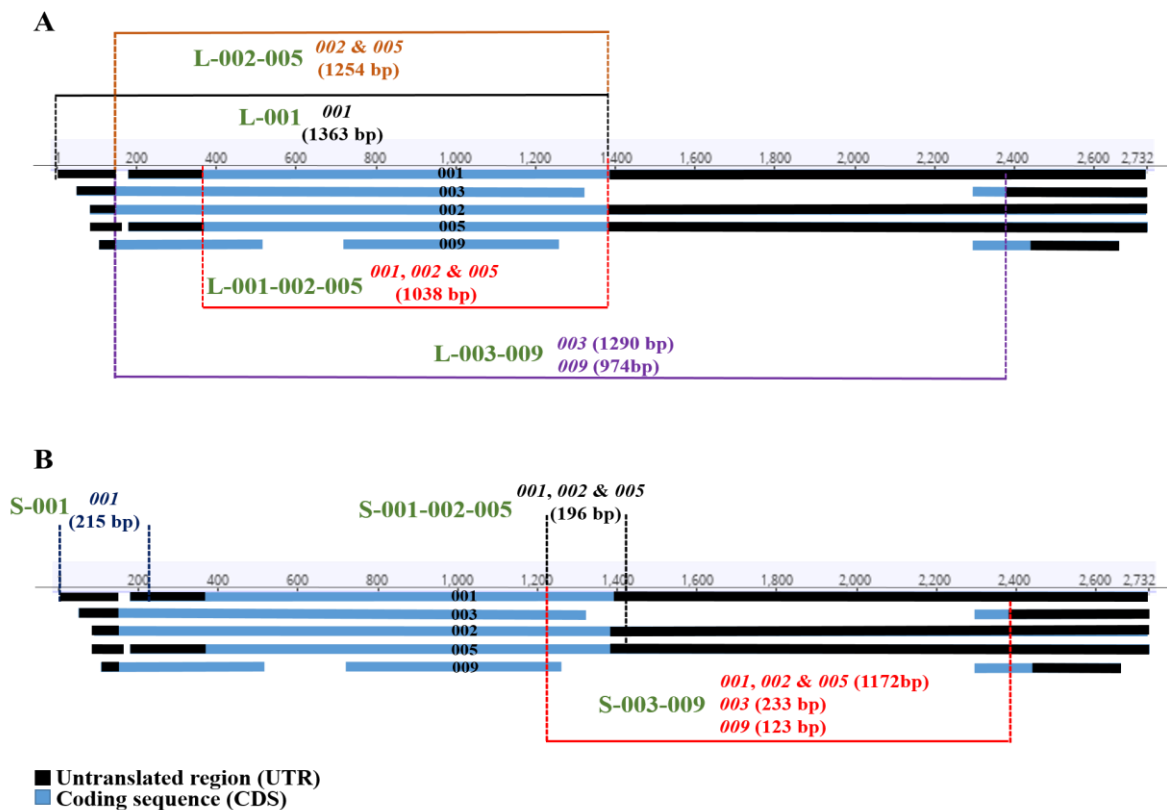 A
L-002-005 002 & 005
(1254 bp)
L-001 001
(1363 bp)
0 200 400 600 800 1,000 1,200 1,400 1,600 1,800 2,000 2,200 2,400 2,600 2,732
001
003
002
005
009
L-001-002-005 001, 002 & 005
(1038 bp)
L-003-009 003 (1290 bp)
009 (974bp)
B
S-001 001
(215 bp)
S-001-002-005 001, 002 & 005
(196 bp)
200 400 600 800 1,000 1,200 1,400 1,600 1,800 2,000 2,200 2,400 2,600 2,732
001
003
002
005
009
S-003-009 001, 002 & 005 (1172bp)
003 (233 bp)
009 (123 bp)
Untranslated region (UTR)
Coding sequence (CDS)